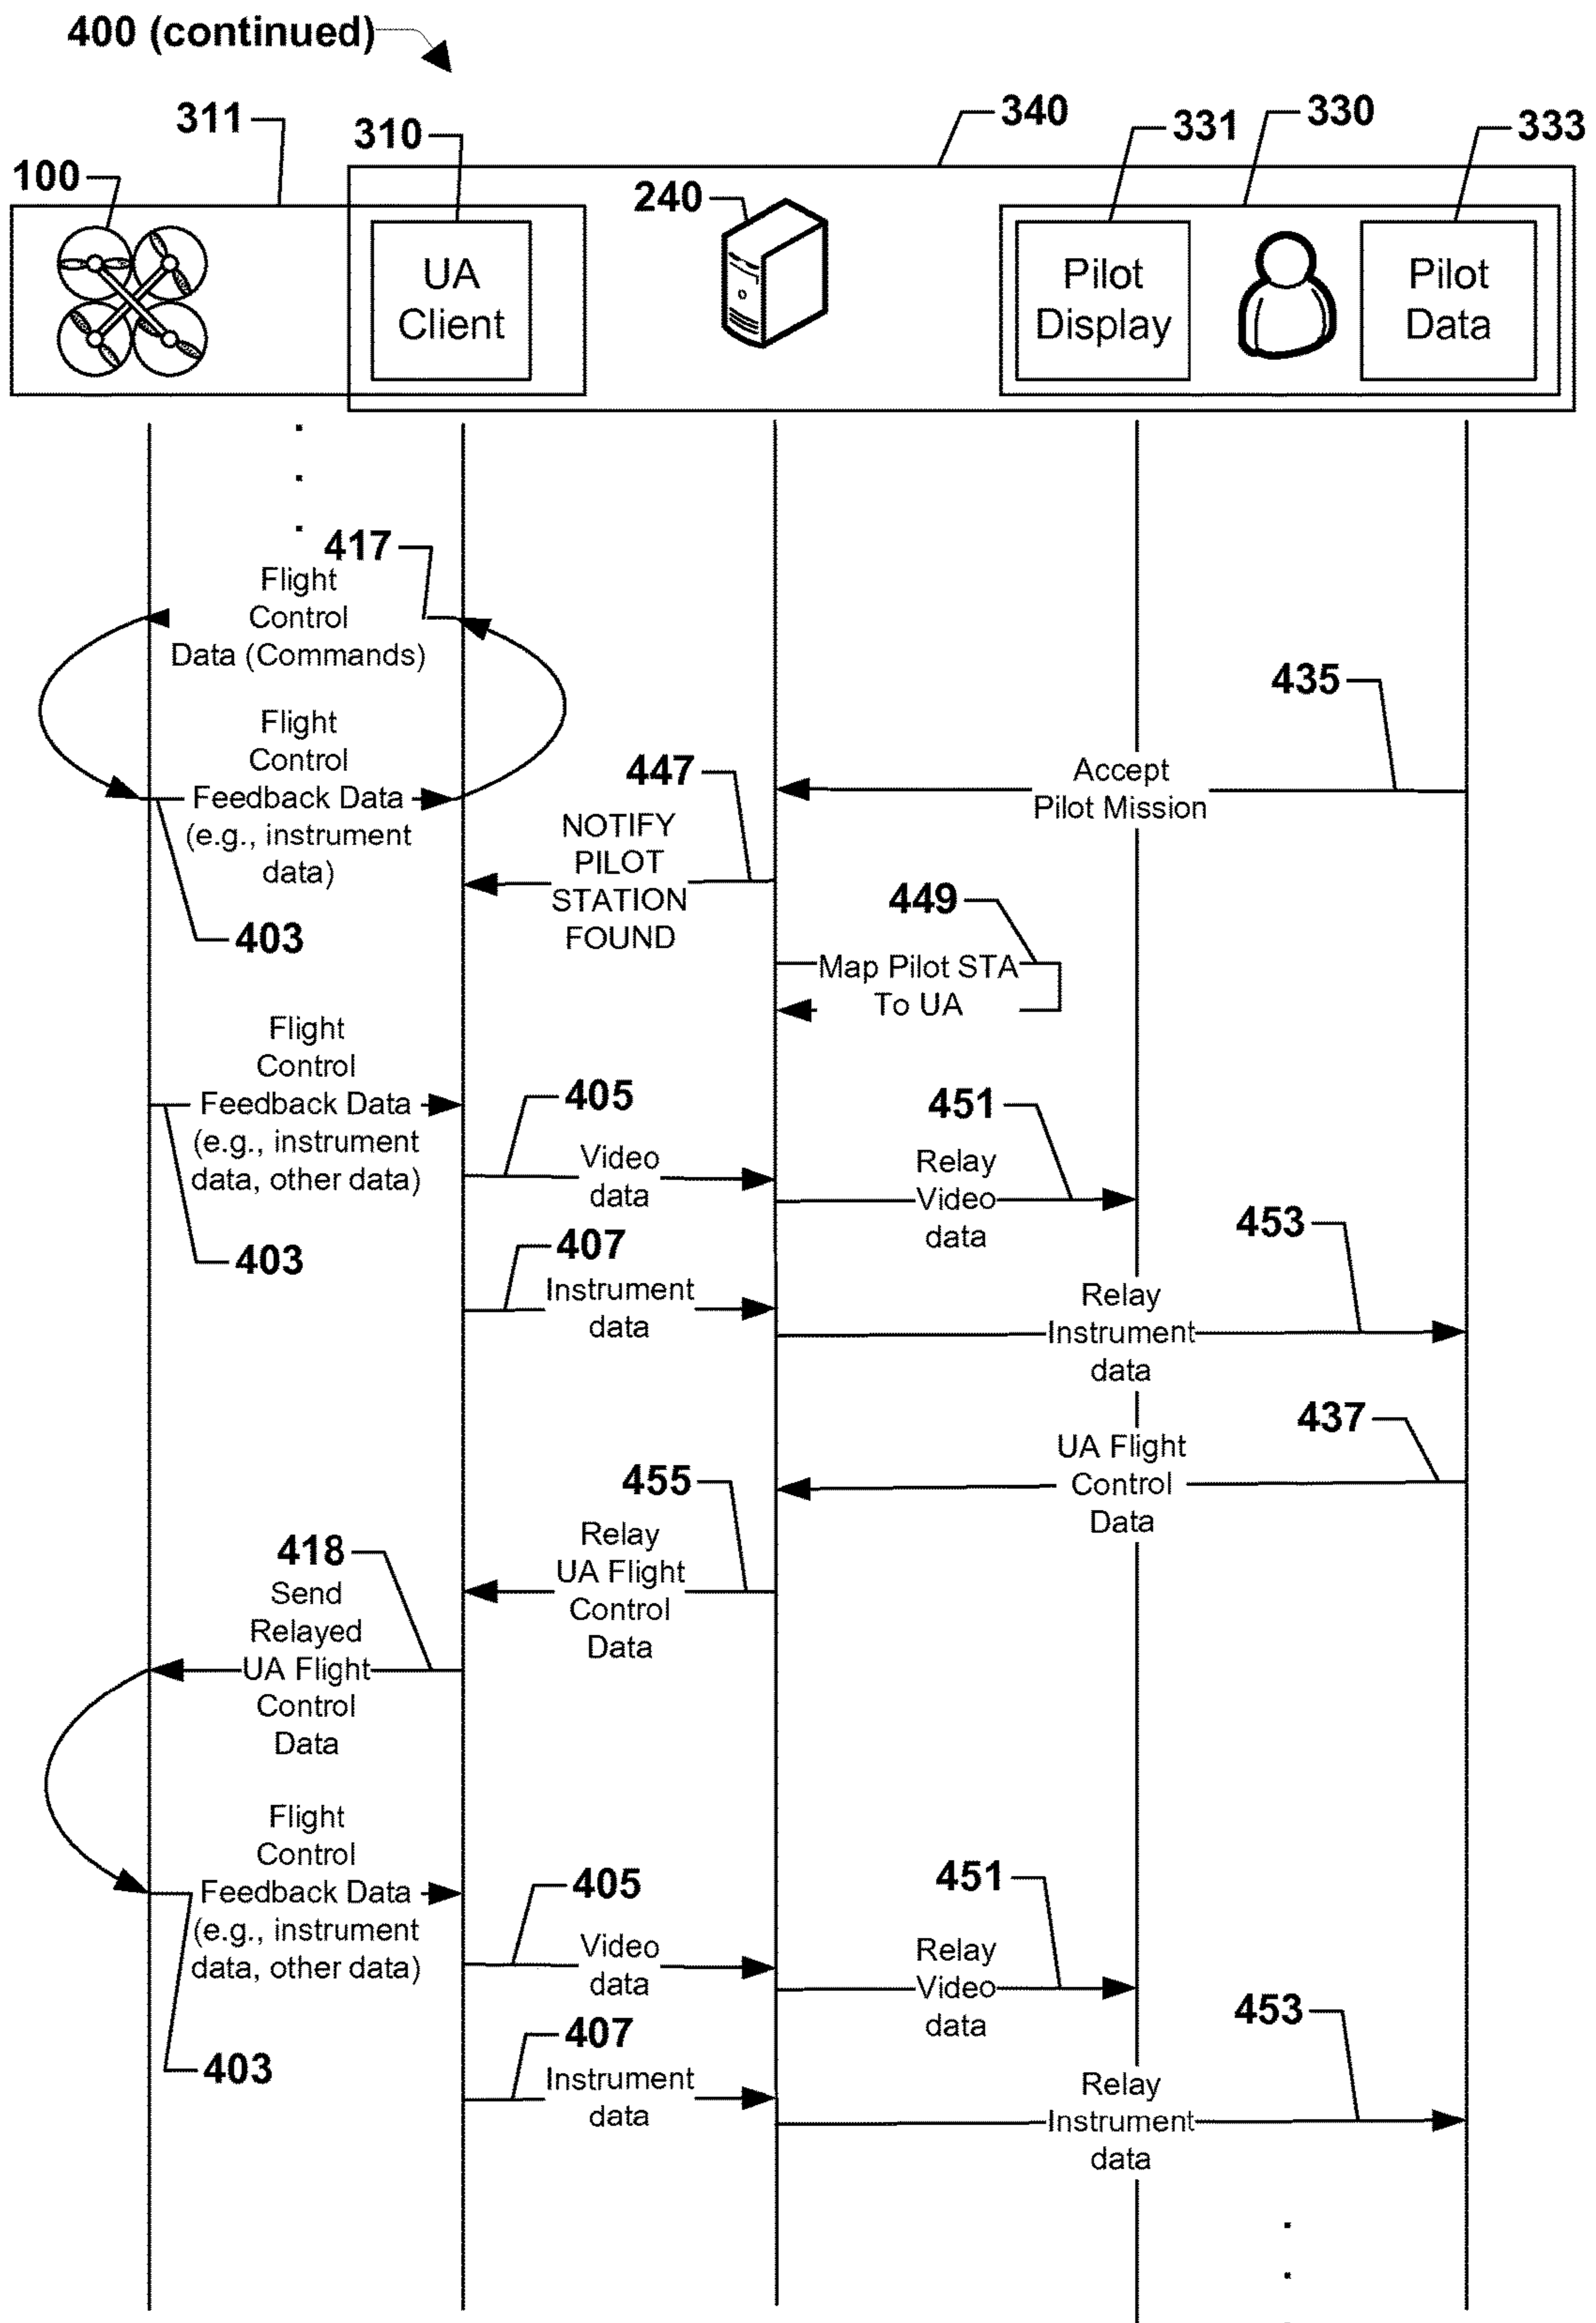 400 (continued)
311
310
340
331
330
333
100
240
UA
Client
Pilot
Display
Pilot
Data
417
Flight
Control
Data (Commands)
435
Flight
Control
Feedback Data
(e.g., instrument
data)
403
447
Accept
Pilot Mission
NOTIFY
PILOT
STATION
FOUND
449
Map Pilot STA
To UA
Flight
Control
Feedback Data
(e.g., instrument
data, other data)
403
405
Video
data
451
Relay
Video
data
407
Instrument
data
453
Relay
Instrument
data
437
UA Flight
Control
Data
455
Relay
UA Flight
Control
Data
418
Send
Relayed
UA Flight
Control
Data
Flight
Control
Feedback Data
(e.g., instrument
data, other data)
403
405
Video
data
451
Relay
Video
data
407
Instrument
data
453
Relay
Instrument
data